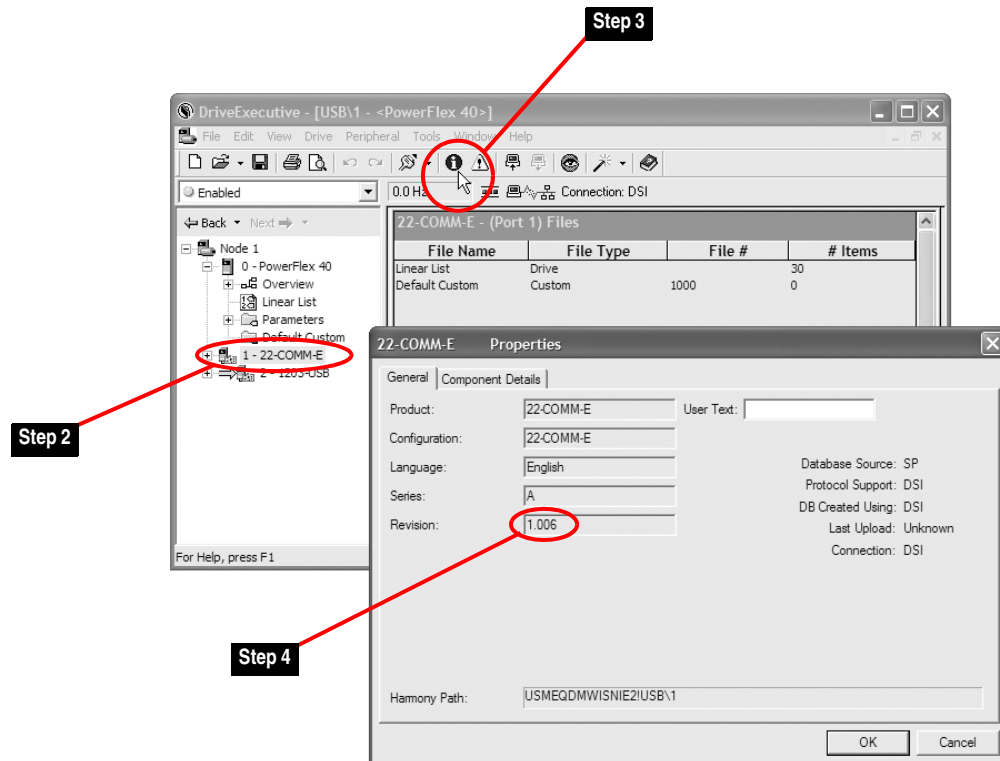 Step 3
DriveExecutive - [USB\1 - <PowerFlex 40>]
File Edit View Drive Peripheral Tools Window Help
Enabled
0.0 Hz
Connection: DSI
Back Next
Node 1
0 - PowerFlex 40
Overview
Linear List
Parameters
Default Custom
1 - 22-COMM-E
2 - 1203-USB
22-COMM-E - (Port 1) Files
File Name File Type File # # Items
Linear List Drive 30
Default Custom Custom 1000 0
Step 2
For Help, press F1
22-COMM-E Properties
General Component Details
Product: 22-COMM-E User Text:
Configuration: 22-COMM-E
Language: English
Series: A
Revision: 1.006
Database Source: SP
Protocol Support: DSI
DB Created Using: DSI
Last Upload: Unknown
Connection: DSI
Step 4
Harmony Path: USMEQDMWISNIE2!USB\1
OK Cancel